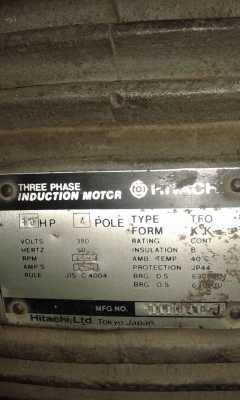 THREE PHASE
INDUCTION MOTOR HITACHI
10 HP 4 POLE TYPE TFO
FORM K K
VOLTS 380 RATING CONT
HERTZ 50 INSULATION B
RPM AMB. TEMP 40 C
AMP S PROTECTION JP44
RULE JIS C 4004 BRG D.S
BRG O.S
MFG.NO.
Hitachi,Ltd. Tokyo Japan